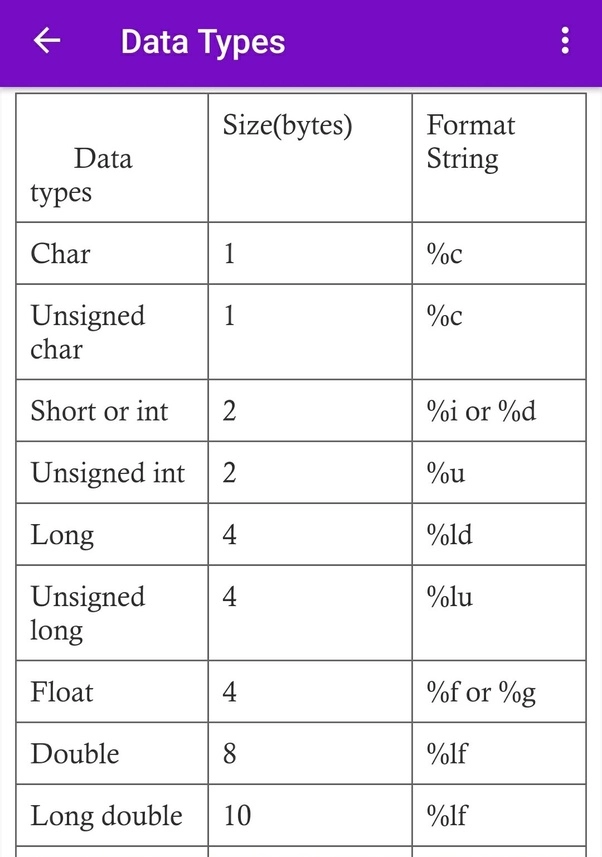 Data Types
Data types
Size(bytes)
Format String
Char
1
%c
Unsigned char
1
%c
Short or int
2
%i or %d
Unsigned int
2
%u
Long
4
%ld
Unsigned long
4
%lu
Float
4
%f or %g
Double
8
%lf
Long double
10
%lf